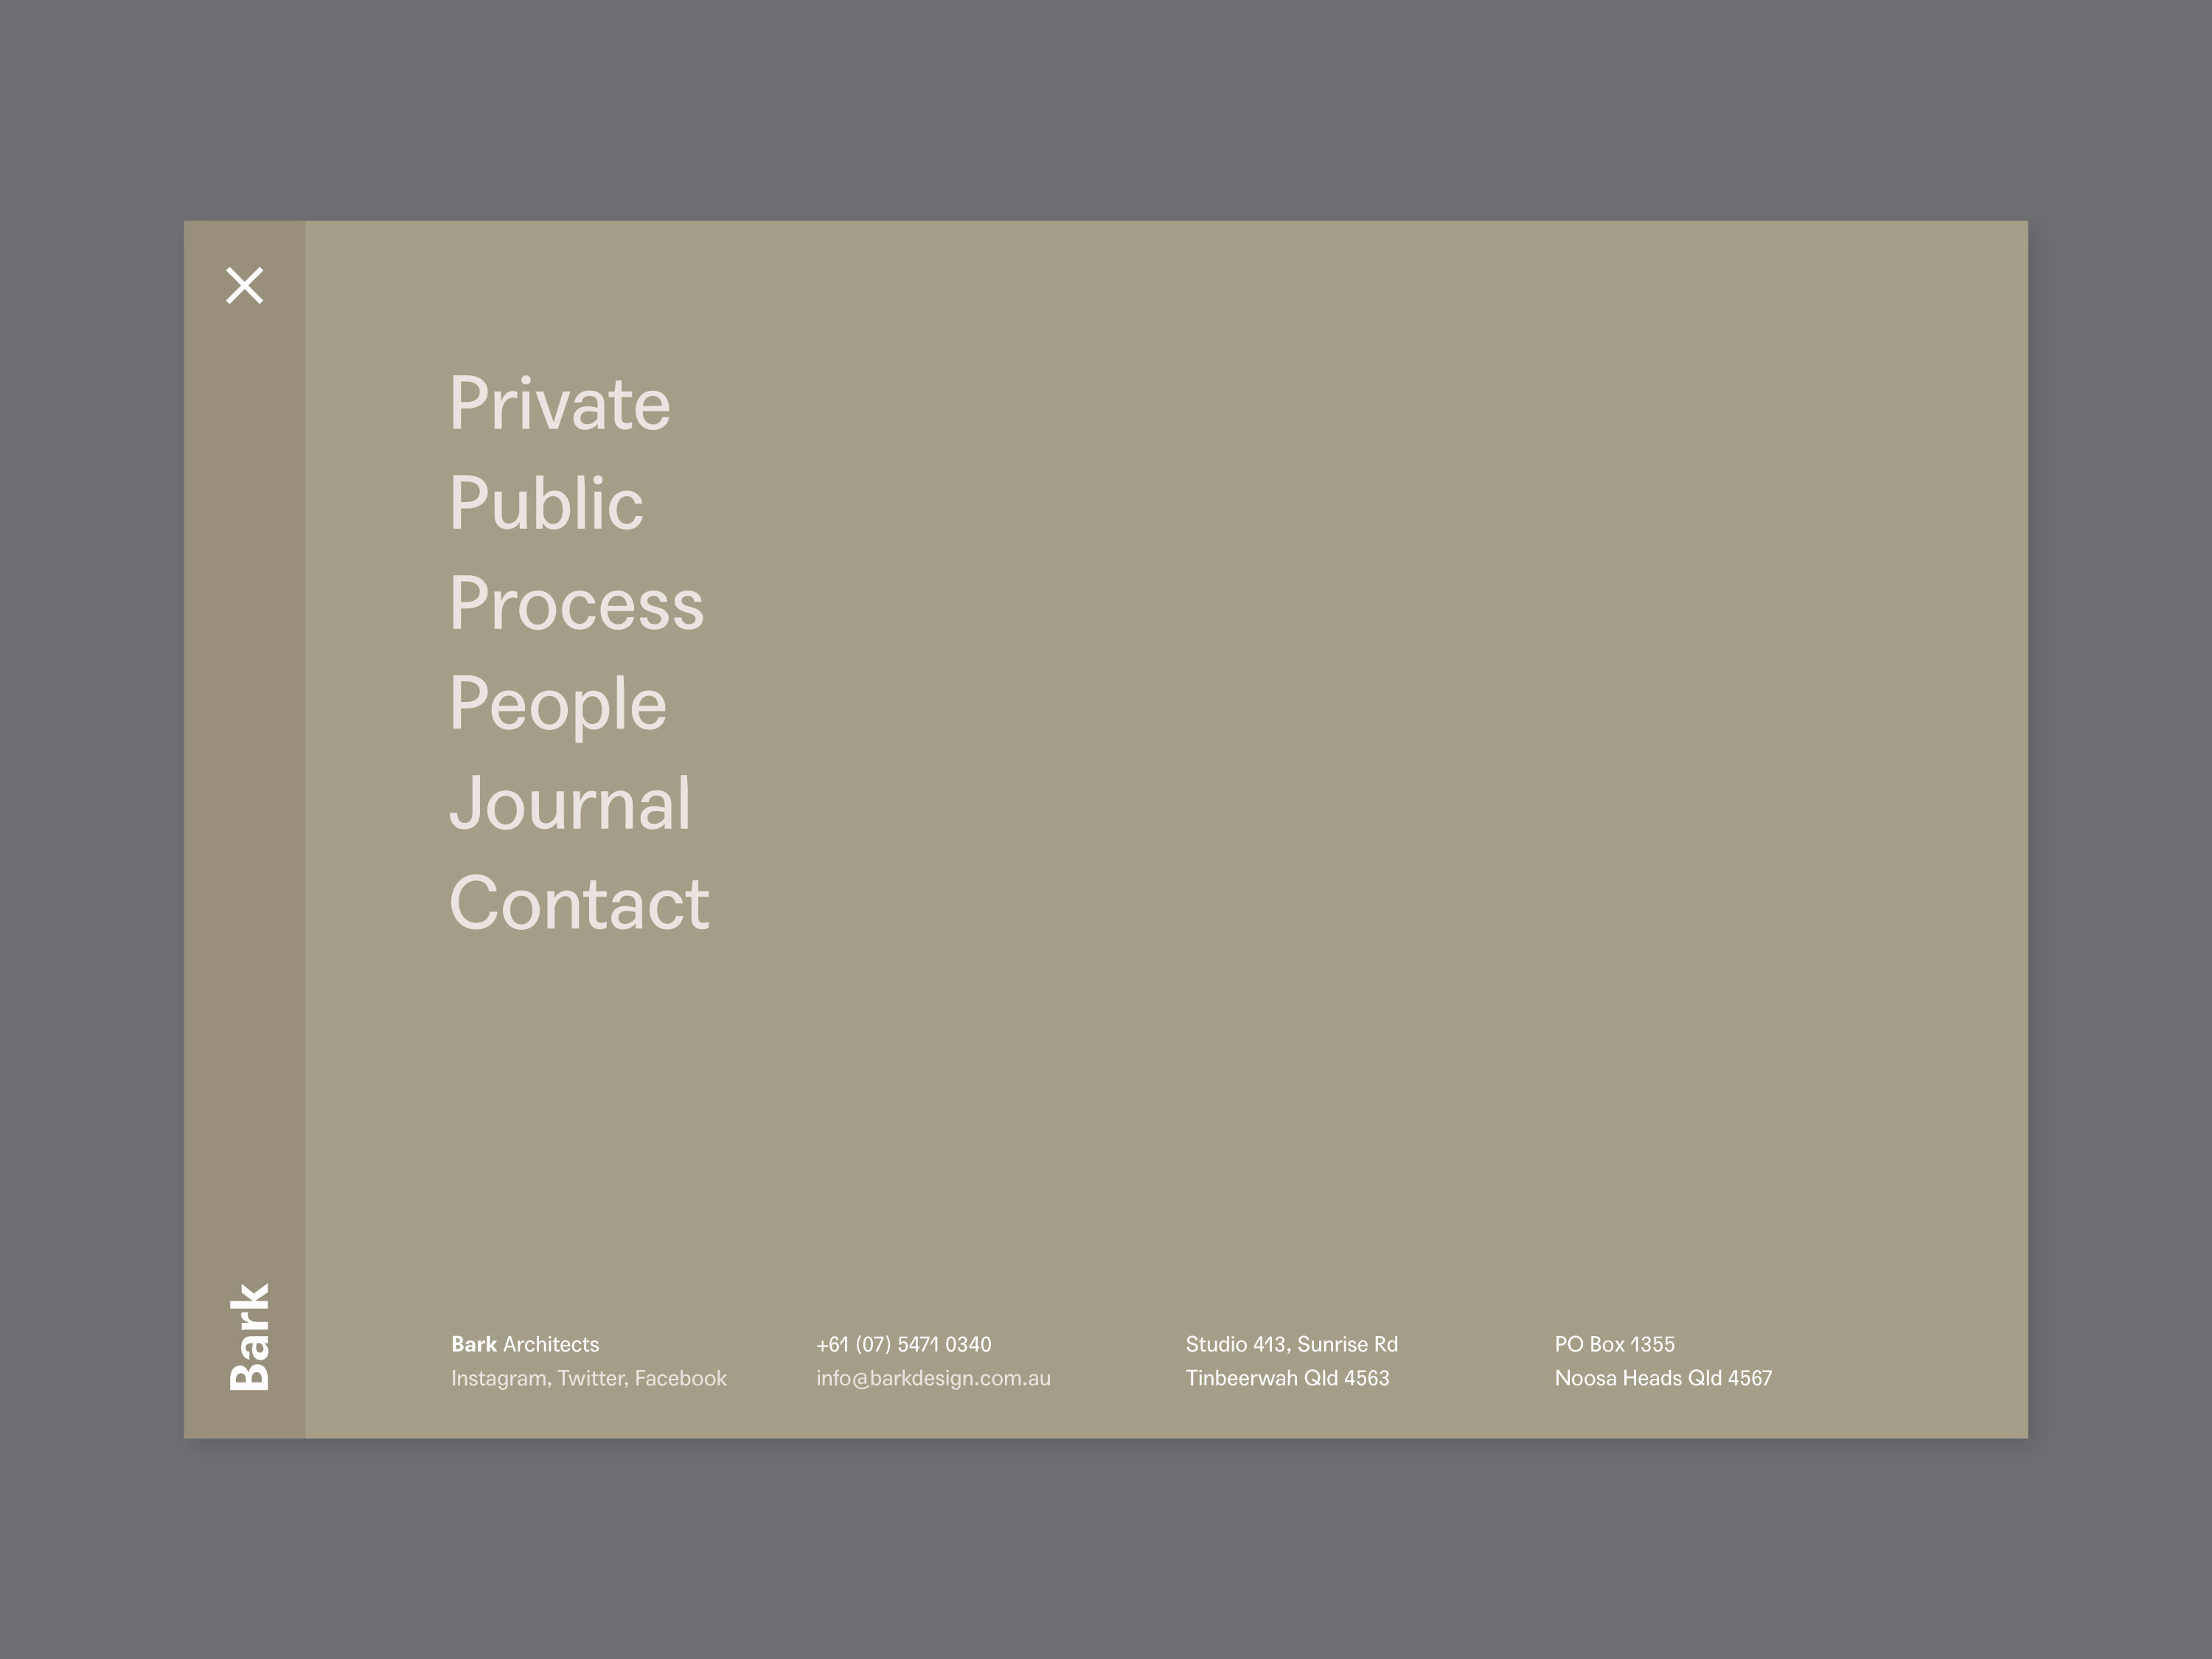 Private
Public
Process
People
Journal
Contact
Bark
Bark Architects
Instagram, Twitter, Facebook
+61 (07) 5471 0340
info@barkdesign.com.au
Studio 413, Sunrise Rd
Tinbeerwah Qld 4563
PO Box 1355
Noosa Heads Qld 4567